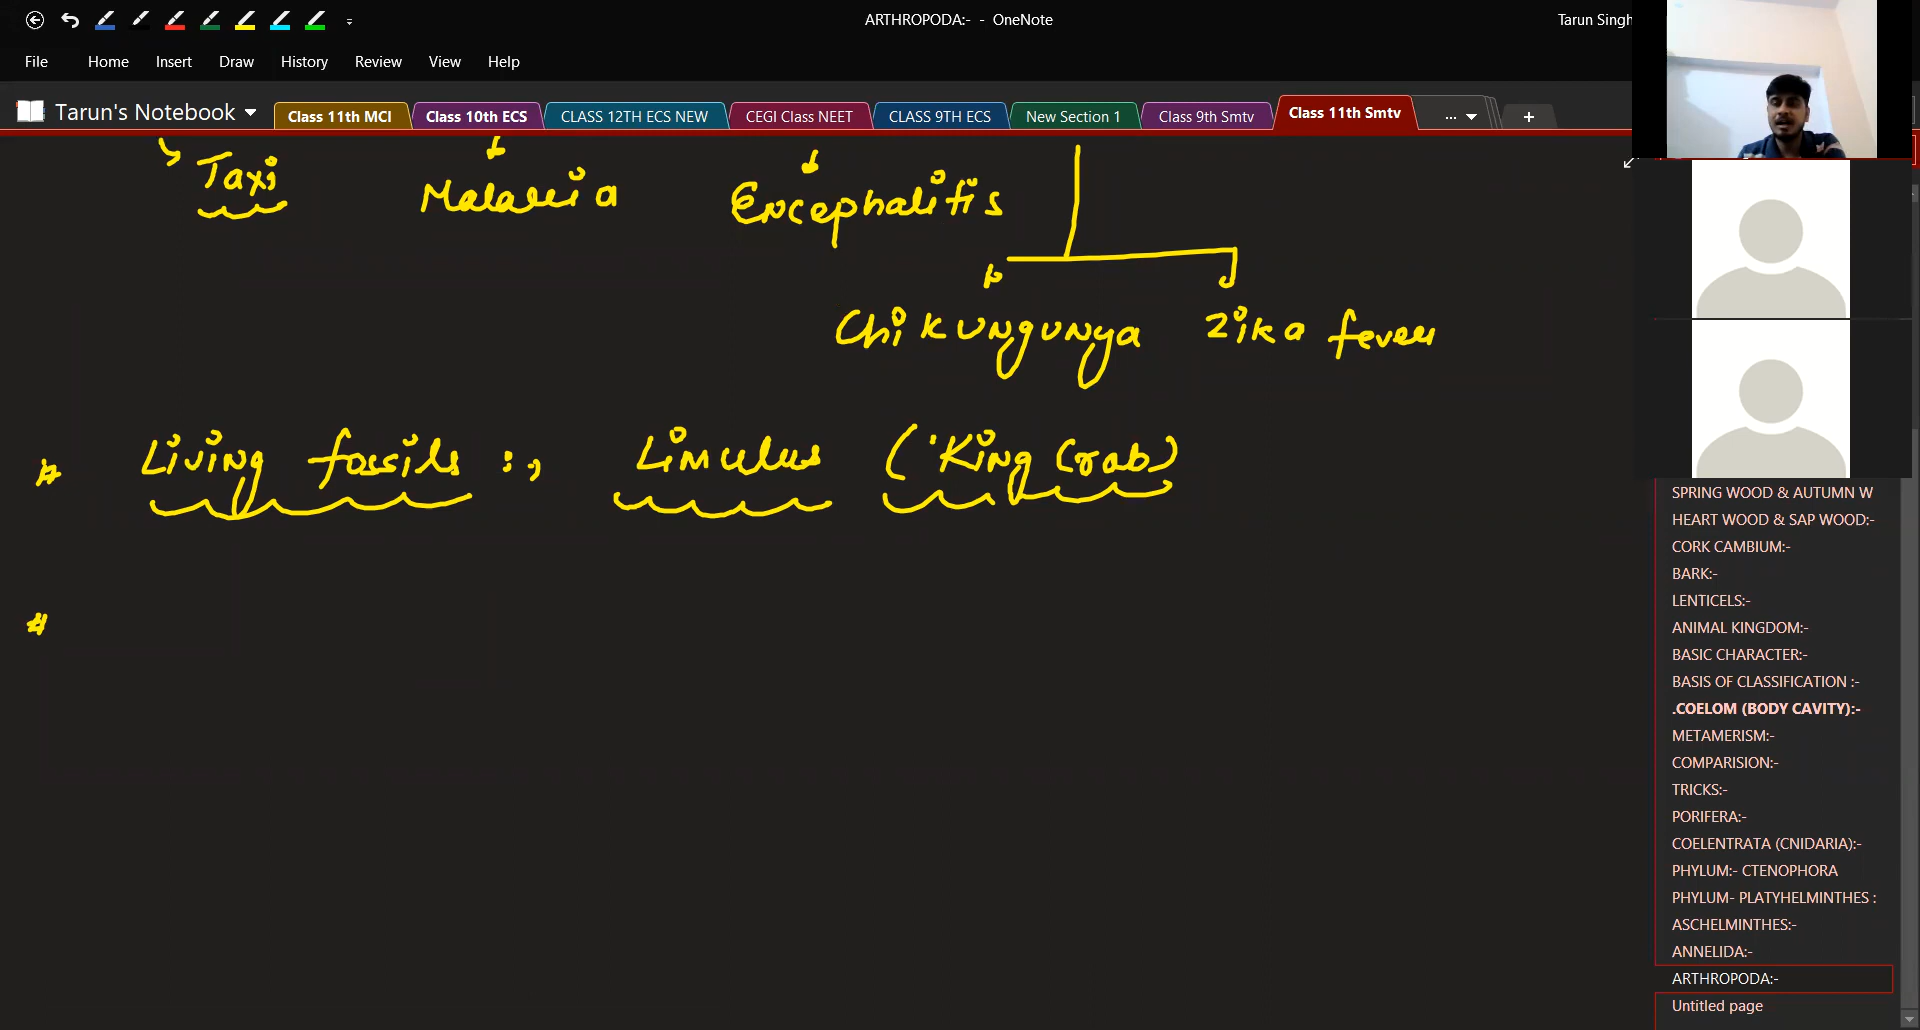 ARTHROPODA:- - OneNote
Tarun Singh
File Home Insert Draw History Review View Help
Tarun's Notebook
Class 11th MCI
Class 10th ECS
CLASS 12TH ECS NEW
CEGI Class NEET
CLASS 9TH ECS
New Section 1
Class 9th Smtv
Class 11th Smtv
... +
Taxi Malaria Encephalitis
Chikungunya Zika fever
Living fossils :, Limulus ('King Crab)
#
SPRING WOOD & AUTUMN W
HEART WOOD & SAP WOOD:-
CORK CAMBIUM:-
BARK:-
LENTICELS:-
ANIMAL KINGDOM:-
BASIC CHARACTER:-
BASIS OF CLASSIFICATION :-
.COELOM (BODY CAVITY):-
METAMERISM:-
COMPARISION:-
TRICKS:-
PORIFERA:-
COELENTRATA (CNIDARIA):-
PHYLUM:- CTENOPHORA
PHYLUM- PLATYHELMINTHES :
ASCHELMINTHES:-
ANNELIDA:-
ARTHROPODA:-
Untitled page